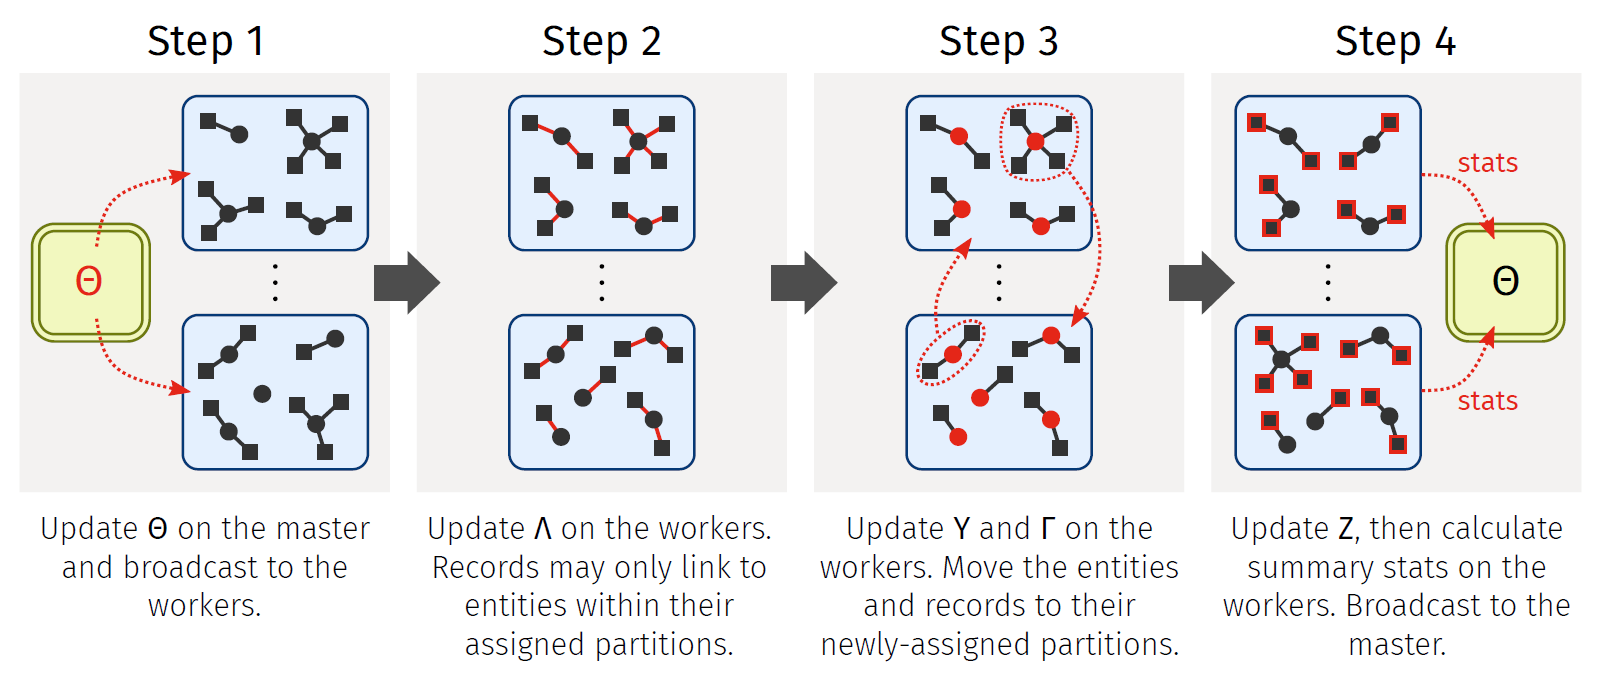 Step 1
Step 2
Step 3
Step 4
Θ
stats
stats
Θ
Update Θ on the master
and broadcast to the
workers.
Update Λ on the workers.
Records may only link to
entities within their
assigned partitions.
Update Υ and Γ on the
workers. Move the entities
and records to their
newly-assigned partitions.
Update Z, then calculate
summary stats on the
workers. Broadcast to the
master.